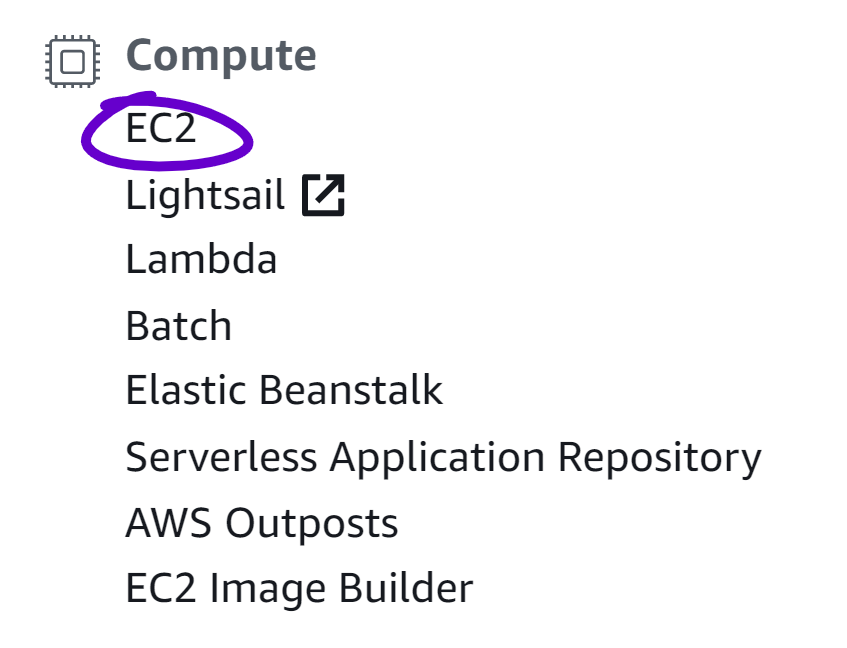 Compute
EC2
Lightsail
Lambda
Batch
Elastic Beanstalk
Serverless Application Repository
AWS Outposts
EC2 Image Builder